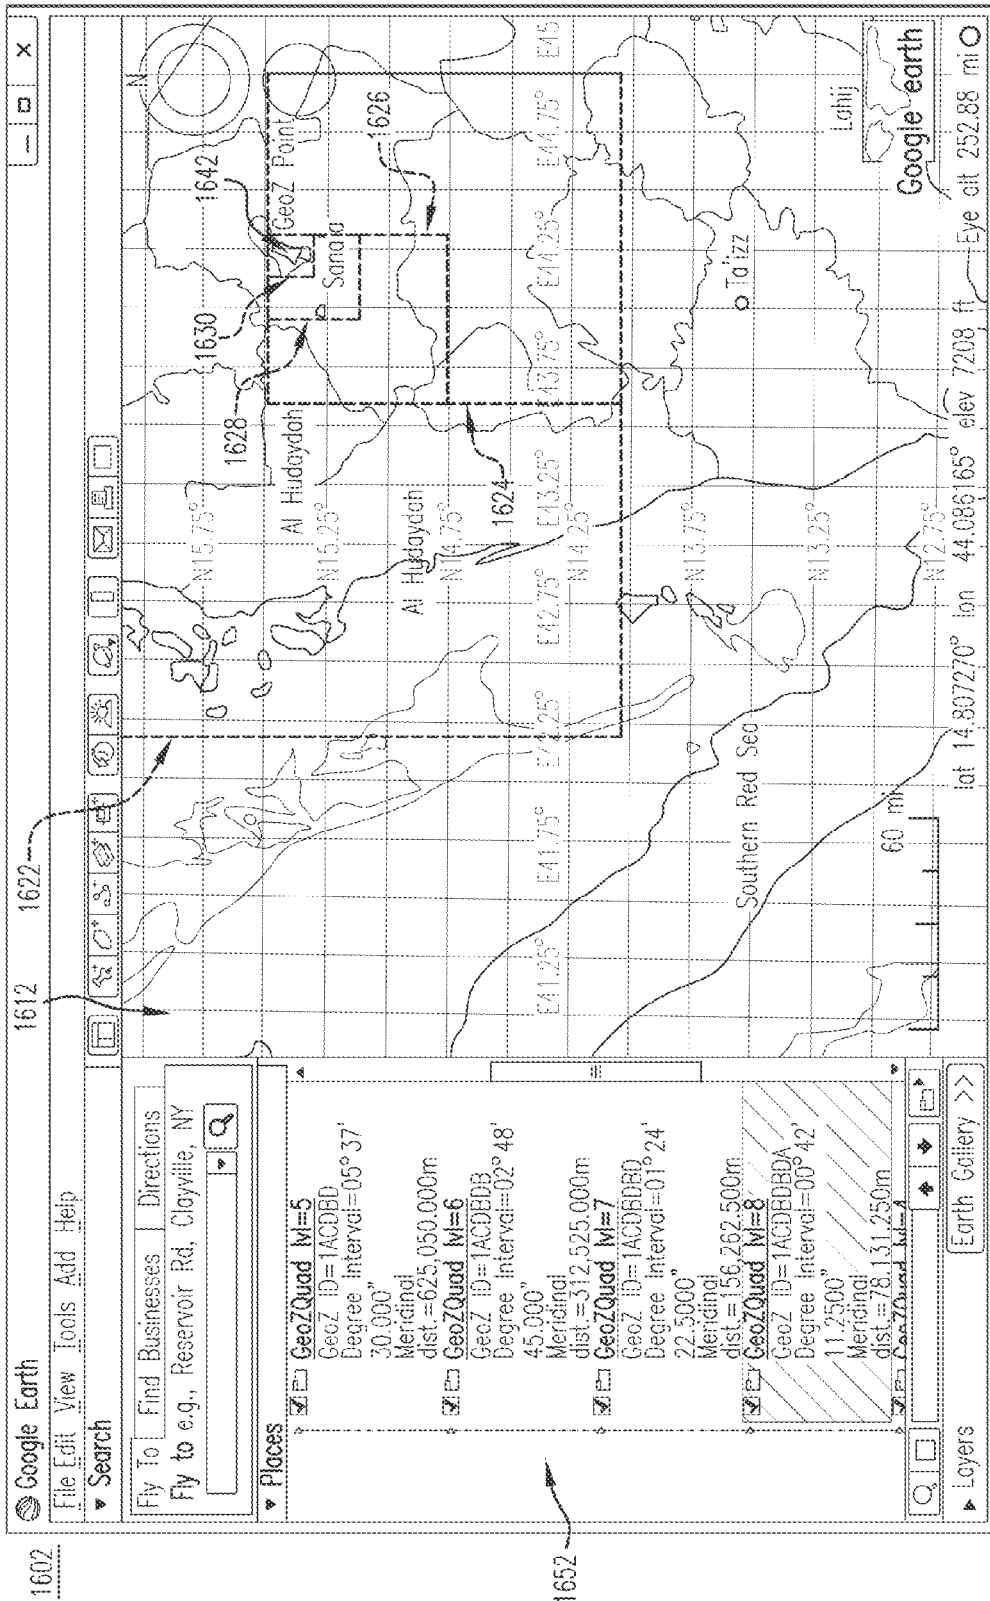 1602
1612
1622
Google Earth
File Edit View Tools Add Help
▾ Search
Fly To Find Businesses Directions
Fly to e.g., Reservoir Rd, Clayville, NY
▾ Places
GeoZQuad lvl=5
GeoZ ID=1ACDBD
Degree Interval=05°37'
30.000"
Meridinal
dist.=625,050.000m
GeoZQuad lvl=6
GeoZ ID=1ACDBDB
Degree Interval=02°48'
45.000"
Meridinal
dist.=312,525.000m
GeoZQuad lvl=7
GeoZ ID=1ACDBDBD
Degree Interval=01°24'
22.5000"
Meridinal
dist.=156,262.500m
GeoZQuad lvl=8
GeoZ ID=1ACDBDBDA
Degree Interval=00°42'
11.2500"
Meridinal
dist.=78,131.250m
1652
▸ Layers
Earth Gallery >>
N
1642
GeoZ Point
1630
1628
1626
Sana'a
1624
Al Hudaydah
Al Hudaydah
N15.75°
N15.25°
N14.75°
N14.25°
N13.75°
N13.25°
N12.75°
E41.25° E41.75° E42.25° E42.75° E43.25° E43.75° E44.25° E44.75° E45
Ta'izz
Lahij
Southern Red Sea
60 mi
Google earth
lat 14.807270° lon 44.086165° elev 7208 ft Eye alt 252.88 mi